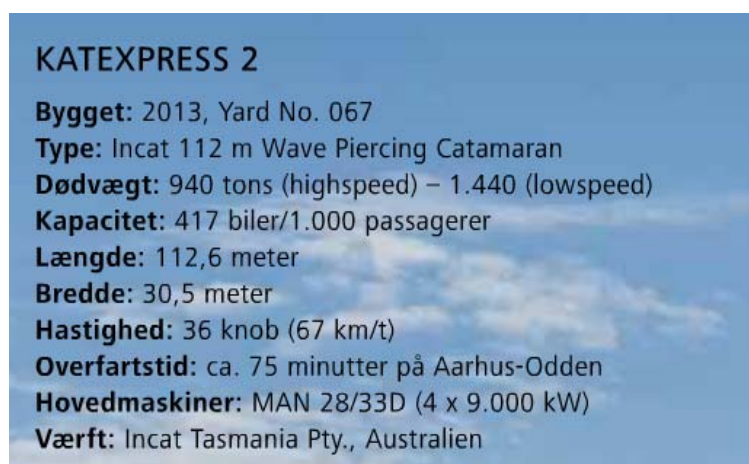 KATEXPRESS 2
Bygget: 2013, Yard No. 067
Type: Incat 112 m Wave Piercing Catamaran
Dødvægt: 940 tons (highspeed) – 1.440 (lowspeed)
Kapacitet: 417 biler/1.000 passagerer
Længde: 112,6 meter
Bredde: 30,5 meter
Hastighed: 36 knob (67 km/t)
Overfartstid: ca. 75 minutter på Aarhus-Odden
Hovedmaskiner: MAN 28/33D (4 x 9.000 kW)
Værft: Incat Tasmania Pty., Australien